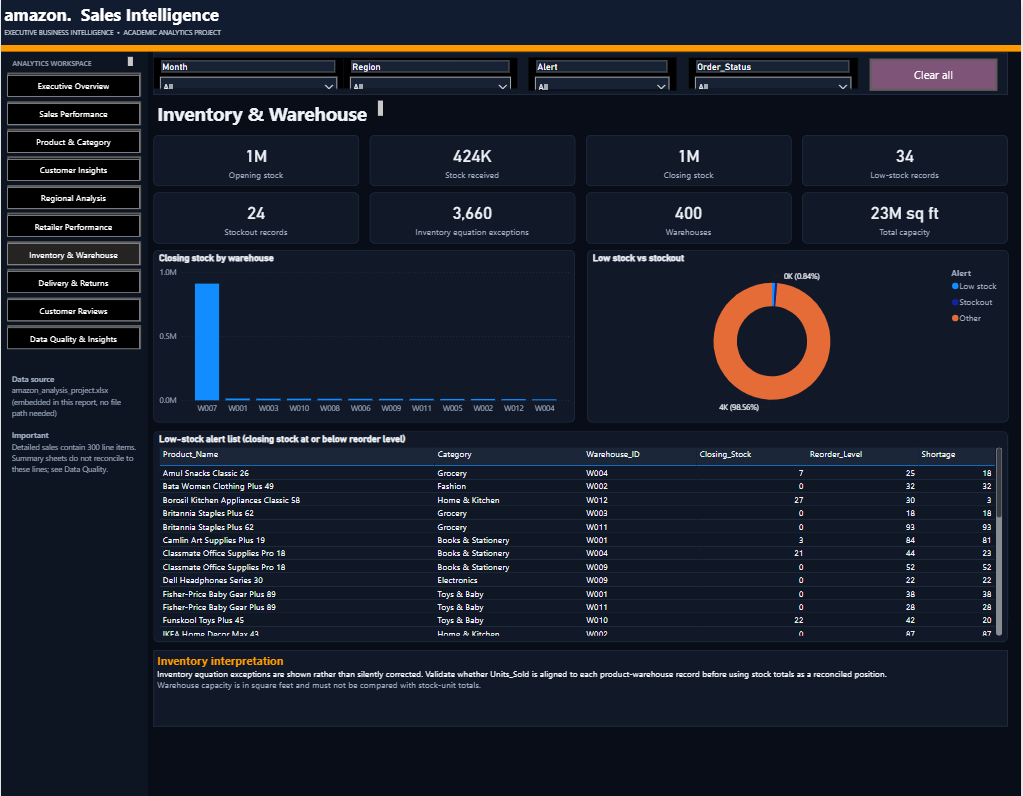 amazon. Sales Intelligence
EXECUTIVE BUSINESS INTELLIGENCE • ACADEMIC ANALYTICS PROJECT
ANALYTICS WORKSPACE
Executive Overview
Sales Performance
Product & Category
Customer Insights
Regional Analysis
Retailer Performance
Inventory & Warehouse
Delivery & Returns
Customer Reviews
Data Quality & Insights
Data source
amazon_analysis_project.xlsx
(embedded in this report, no file
path needed)
Important
Detailed sales contain 300 line items.
Summary sheets do not reconcile to
these lines; see Data Quality.
Month Region Alert Order_Status
All All All All
Clear all
Inventory & Warehouse
1M 424K 1M 34
Opening stock Stock received Closing stock Low-stock records
24 3,660 400 23M sq ft
Stockout records Inventory equation exceptions Warehouses Total capacity
Closing stock by warehouse
1.0M
0.5M
0.0M
W007 W001 W003 W010 W008 W006 W009 W011 W005 W002 W012 W004
Low stock vs stockout
0K (0.84%)
4K (98.56%)
Alert
Low stock
Stockout
Other
Low-stock alert list (closing stock at or below reorder level)
Product_Name Category Warehouse_ID Closing_Stock Reorder_Level Shortage
Amul Snacks Classic 26 Grocery W004 7 25 18
Bata Women Clothing Plus 49 Fashion W002 0 32 32
Borosil Kitchen Appliances Classic 58 Home & Kitchen W012 27 30 3
Britannia Staples Plus 62 Grocery W003 0 18 18
Britannia Staples Plus 62 Grocery W011 0 93 93
Camlin Art Supplies Plus 19 Books & Stationery W001 3 84 81
Classmate Office Supplies Pro 18 Books & Stationery W004 21 44 23
Classmate Office Supplies Pro 18 Books & Stationery W009 0 52 52
Dell Headphones Series 30 Electronics W009 0 22 22
Fisher-Price Baby Gear Plus 89 Toys & Baby W001 0 38 38
Fisher-Price Baby Gear Plus 89 Toys & Baby W011 0 28 28
Funskool Toys Plus 45 Toys & Baby W010 22 42 20
IKEA Home Decor Max 43 Home & Kitchen W002 0 87 87
Inventory interpretation
Inventory equation exceptions are shown rather than silently corrected. Validate whether Units_Sold is aligned to each product-warehouse record before using stock totals as a reconciled position.
Warehouse capacity is in square feet and must not be compared with stock-unit totals.